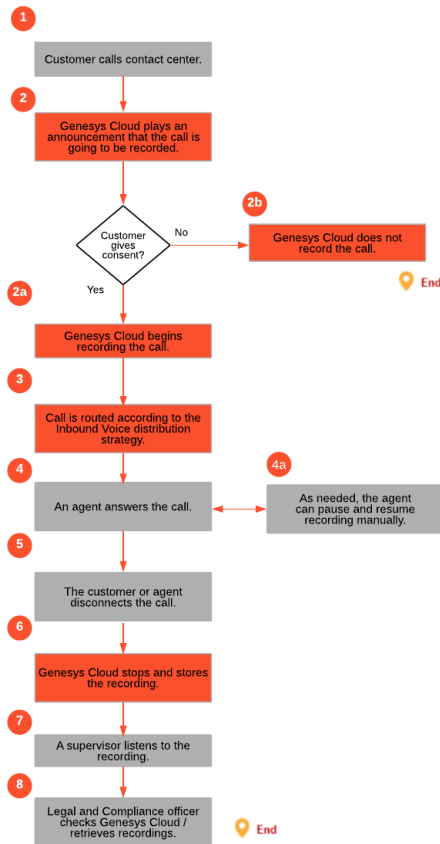 1
Customer calls contact center.
2
Genesys Cloud plays an
announcement that the call is
going to be recorded.
Customer
gives
consent?
No
2b
Genesys Cloud does not
record the call.
End
Yes
2a
Genesys Cloud begins
recording the call.
3
Call is routed according to the
Inbound Voice distribution
strategy.
4
An agent answers the call.
4a
As needed, the agent
can pause and resume
recording manually.
5
The customer or agent
disconnects the call.
6
Genesys Cloud stops and stores
the recording.
7
A supervisor listens to the
recording.
8
Legal and Compliance officer
checks Genesys Cloud /
retrieves recordings.
End